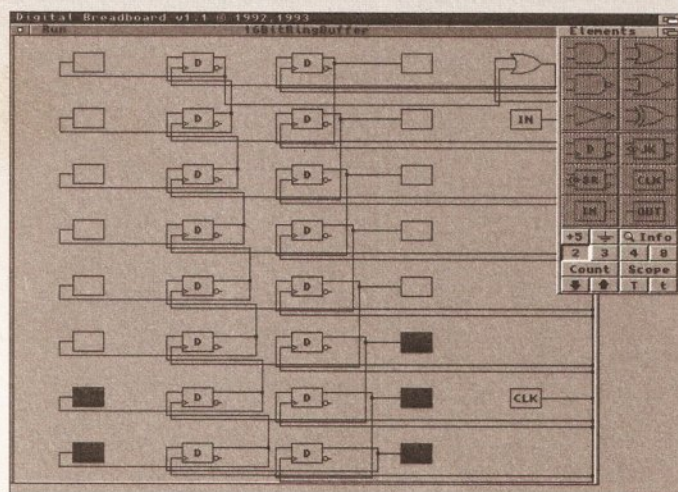 Digital Breadboard v1.1 © 1992,1993
Run 16BitRingBuffer
Elements
D D
D D
IN
D D
D D
D D
D D
D D
CLK
D D
D JK
SR CLK
IN OUT
+5 Info
2 3 4 8
Count Scope
T t